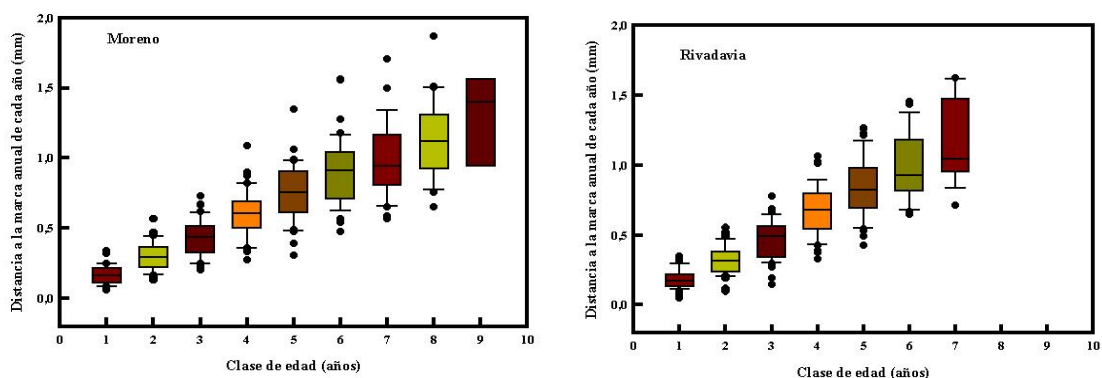 Moreno
Distancia a la marca anual de cada año (mm)
2,0
1,5
1,0
0,5
0,0
0 1 2 3 4 5 6 7 8 9 10
Clase de edad (años)
Rivadavia
Distancia a la marca anual de cada año (mm)
2,0
1,5
1,0
0,5
0,0
0 1 2 3 4 5 6 7 8 9 10
Clase de edad (años)